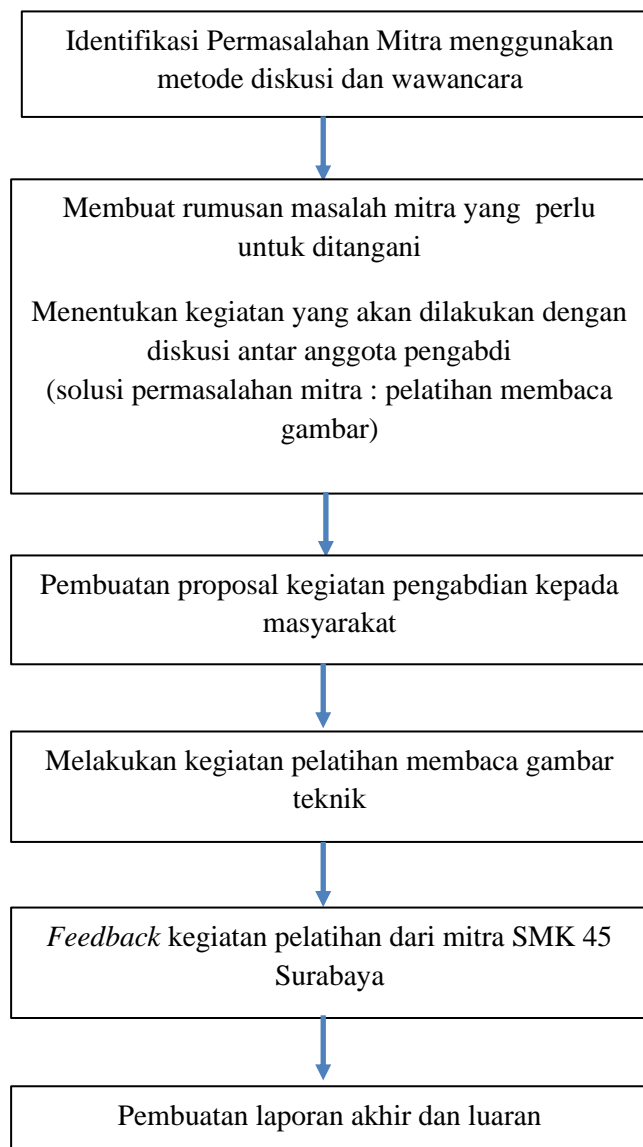 Identifikasi Permasalahan Mitra menggunakan
metode diskusi dan wawancara
Membuat rumusan masalah mitra yang perlu
untuk ditangani
Menentukan kegiatan yang akan dilakukan dengan
diskusi antar anggota pengabdi
(solusi permasalahan mitra : pelatihan membaca
gambar)
Pembuatan proposal kegiatan pengabdian kepada
masyarakat
Melakukan kegiatan pelatihan membaca gambar
teknik
Feedback kegiatan pelatihan dari mitra SMK 45
Surabaya
Pembuatan laporan akhir dan luaran